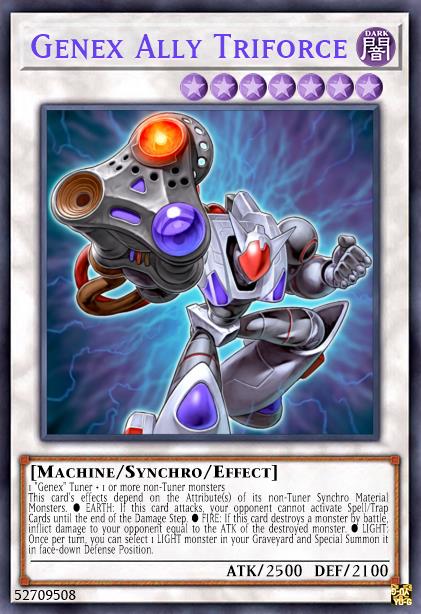 Genex Ally Triforce
DARK
闇
[Machine/Synchro/Effect]
1 "Genex" Tuner + 1 or more non-Tuner monsters
This card's effects depend on the Attribute(s) of its non-Tuner Synchro Material
Monsters. ● EARTH: If this card attacks, your opponent cannot activate Spell/Trap
Cards until the end of the Damage Step. ● FIRE: If this card destroys a monster by battle,
inflict damage to your opponent equal to the ATK of the destroyed monster. ● LIGHT:
Once per turn, you can select 1 LIGHT monster in your Graveyard and Special Summon it
in face-down Defense Position.
ATK/2500 DEF/2100
52709508